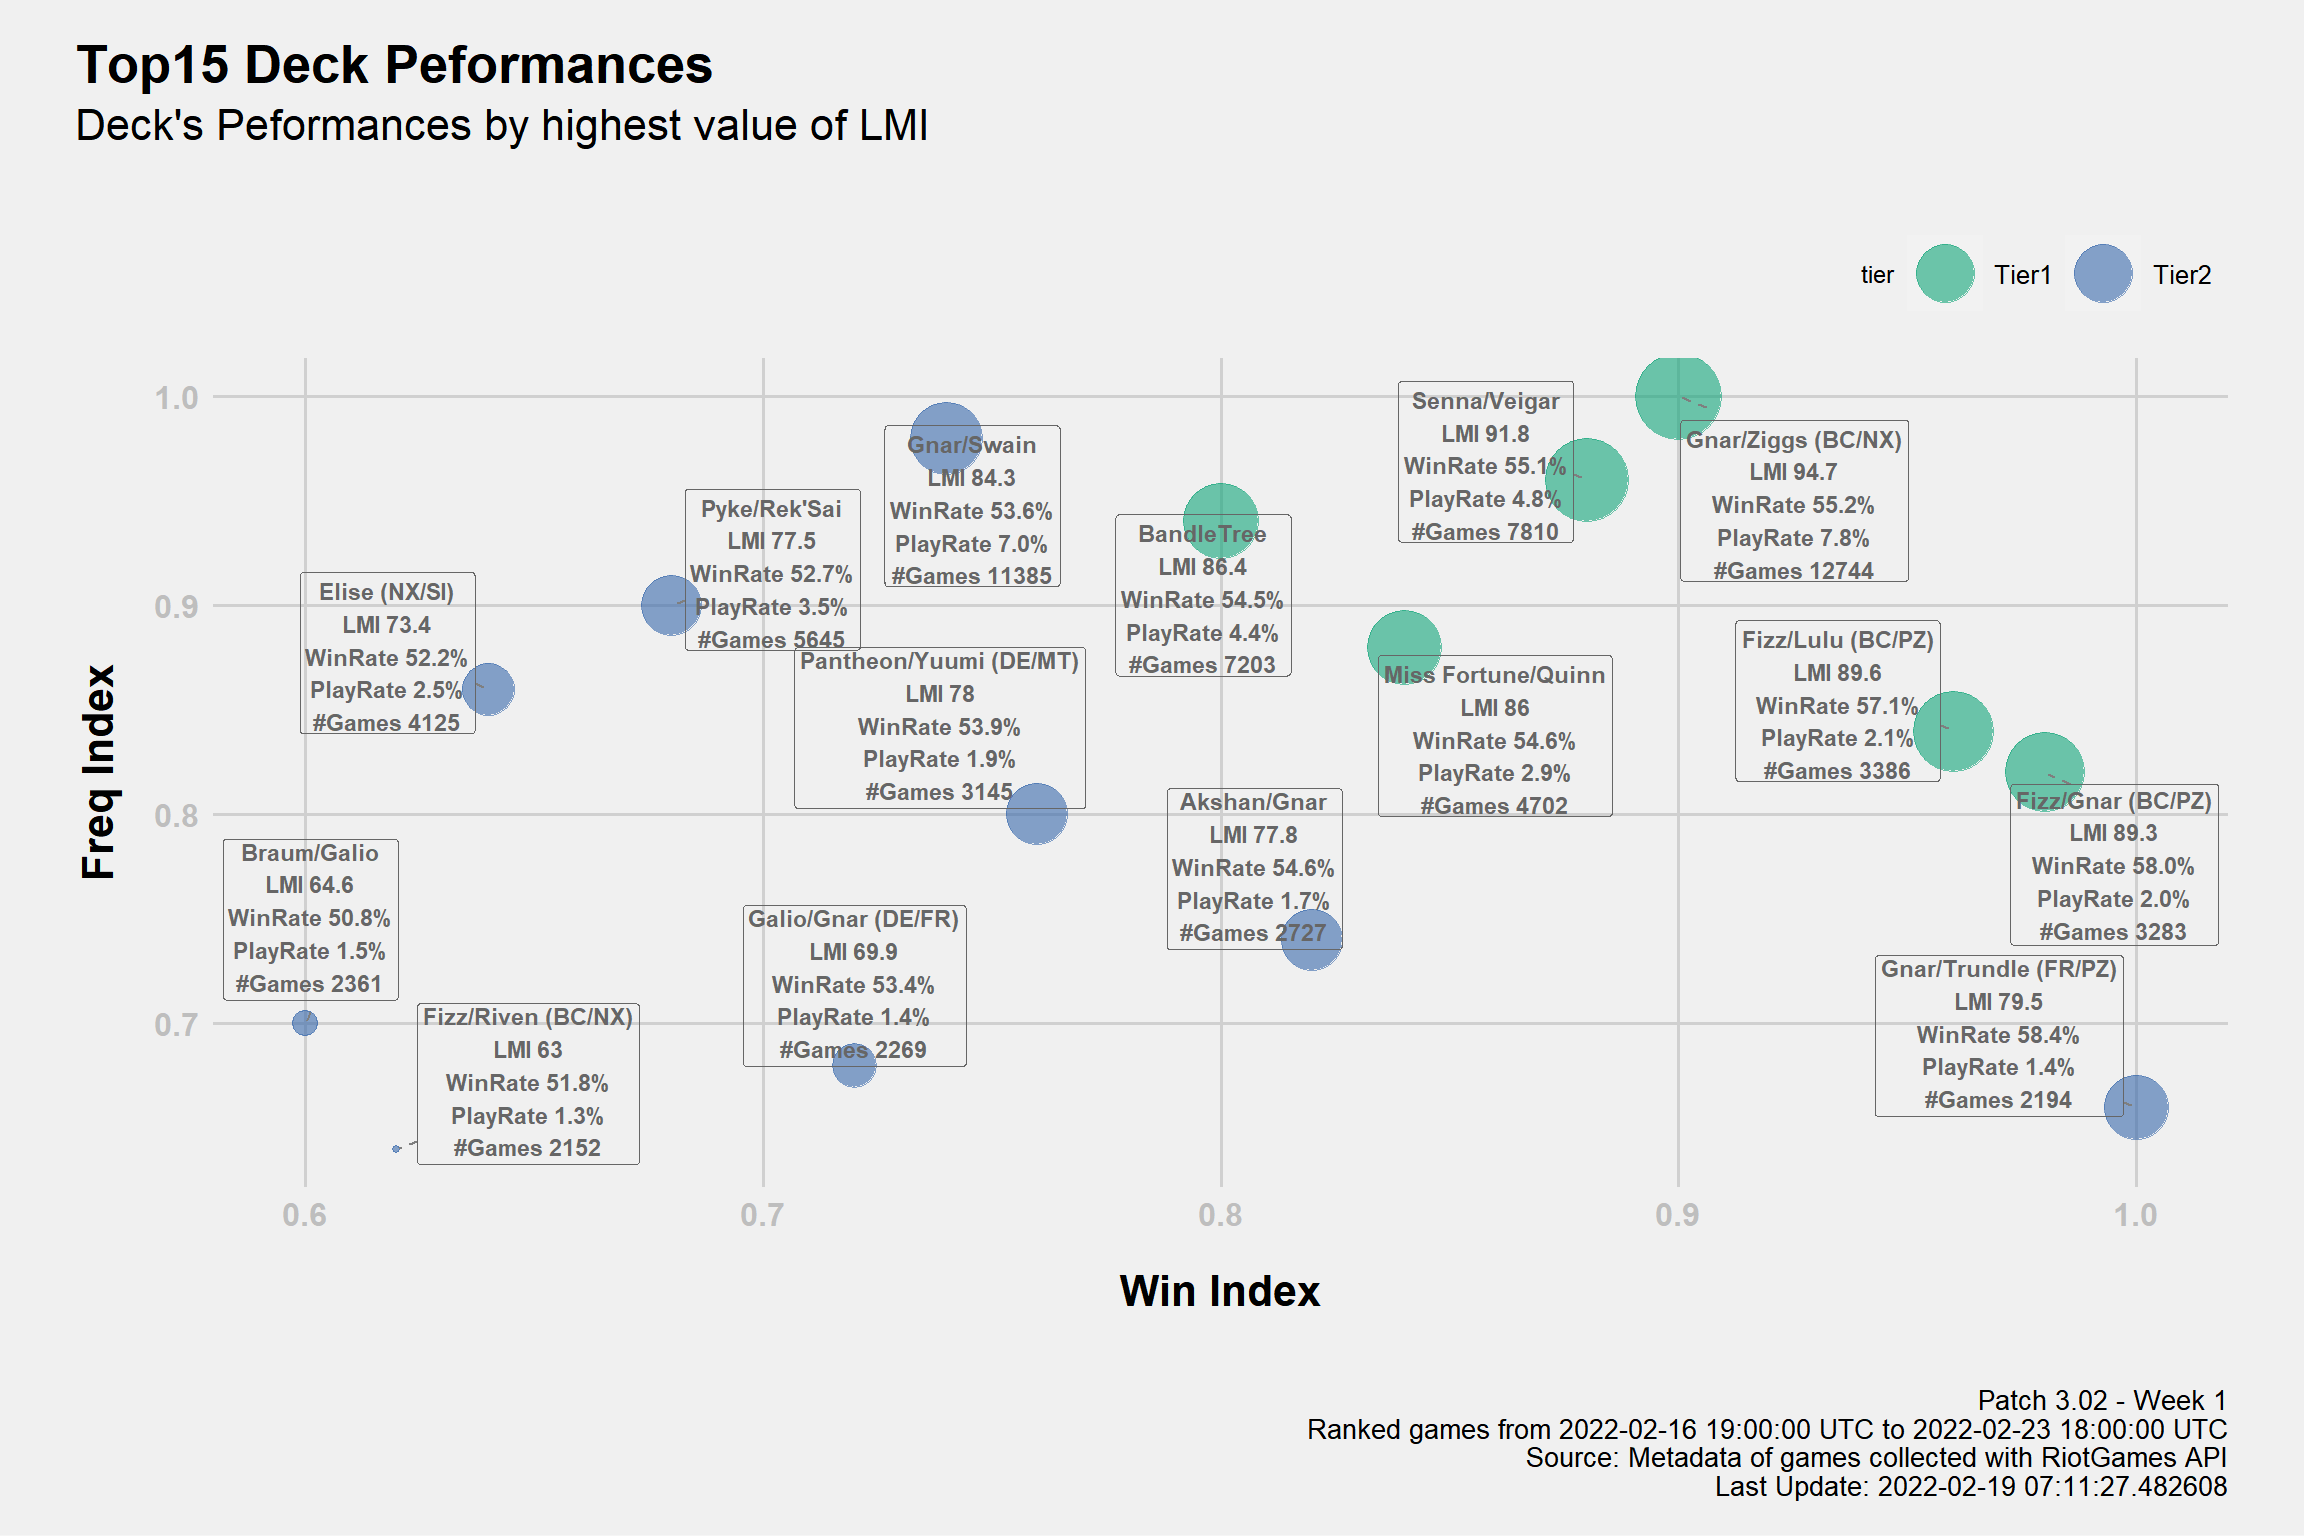 Top15 Deck Peformances
Deck's Peformances by highest value of LMI
tier
Tier1
Tier2
Freq Index
1.0
0.9
0.8
0.7
Senna/Veigar
LMI 91.8
WinRate 55.1%
PlayRate 4.8%
#Games 7810
Gnar/Ziggs (BC/NX)
LMI 94.7
WinRate 55.2%
PlayRate 7.8%
#Games 12744
Gnar/Swain
LMI 84.3
WinRate 53.6%
PlayRate 7.0%
#Games 11385
Pyke/Rek'Sai
LMI 77.5
WinRate 52.7%
PlayRate 3.5%
#Games 5645
BandleTree
LMI 86.4
WinRate 54.5%
PlayRate 4.4%
#Games 7203
Elise (NX/SI)
LMI 73.4
WinRate 52.2%
PlayRate 2.5%
#Games 4125
Pantheon/Yuumi (DE/MT)
LMI 78
WinRate 53.9%
PlayRate 1.9%
#Games 3145
Miss Fortune/Quinn
LMI 86
WinRate 54.6%
PlayRate 2.9%
#Games 4702
Fizz/Lulu (BC/PZ)
LMI 89.6
WinRate 57.1%
PlayRate 2.1%
#Games 3386
Fizz/Gnar (BC/PZ)
LMI 89.3
WinRate 58.0%
PlayRate 2.0%
#Games 3283
Akshan/Gnar
LMI 77.8
WinRate 54.6%
PlayRate 1.7%
#Games 2727
Braum/Galio
LMI 64.6
WinRate 50.8%
PlayRate 1.5%
#Games 2361
Galio/Gnar (DE/FR)
LMI 69.9
WinRate 53.4%
PlayRate 1.4%
#Games 2269
Gnar/Trundle (FR/PZ)
LMI 79.5
WinRate 58.4%
PlayRate 1.4%
#Games 2194
Fizz/Riven (BC/NX)
LMI 63
WinRate 51.8%
PlayRate 1.3%
#Games 2152
0.6
0.7
0.8
0.9
1.0
Win Index
Patch 3.02 - Week 1
Ranked games from 2022-02-16 19:00:00 UTC to 2022-02-23 18:00:00 UTC
Source: Metadata of games collected with RiotGames API
Last Update: 2022-02-19 07:11:27.482608